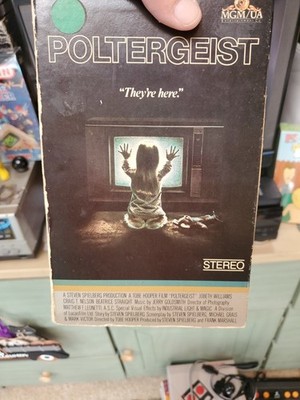 MGM/UA
POLTERGEIST
"They're here."
STEREO
A STEVEN SPIELBERG PRODUCTION A TOBE HOOPER FILM "POLTERGEIST" JOBETH WILLIAMS
CRAIG T. NELSON BEATRICE STRAIGHT Music by JERRY GOLDSMITH Director of Photography
MATTHEW F. LEONETTI, A.S.C. Special Visual Effects by INDUSTRIAL LIGHT & MAGIC A Division
of Lucasfilm Ltd. Story by STEVEN SPIELBERG Screenplay by STEVEN SPIELBERG, MICHAEL GRAIS
& MARK VICTOR Directed by TOBE HOOPER Produced by STEVEN SPIELBERG and FRANK MARSHALL